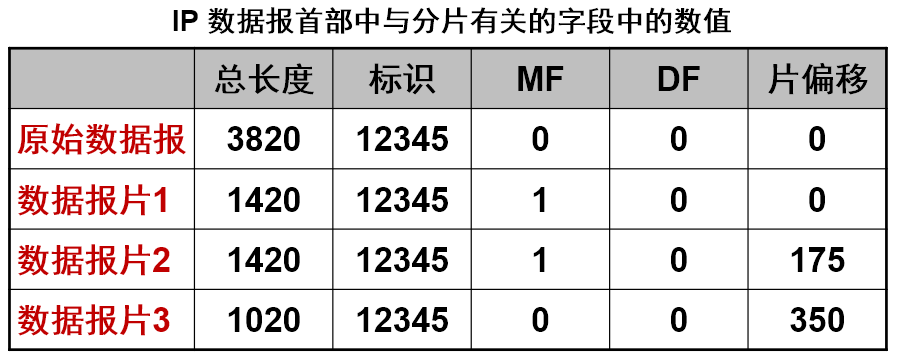 IP 数据报首部中与分片有关的字段中的数值
总长度 标识 MF DF 片偏移
原始数据报 3820 12345 0 0 0
数据报片1 1420 12345 1 0 0
数据报片2 1420 12345 1 0 175
数据报片3 1020 12345 0 0 350